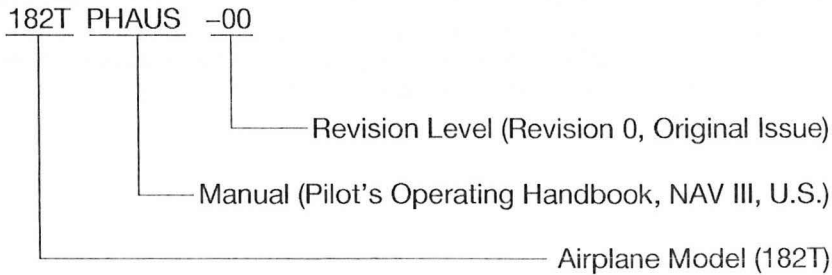 182T PHAUS -00
Revision Level (Revision 0, Original Issue)
Manual (Pilot's Operating Handbook, NAV III, U.S.)
Airplane Model (182T)